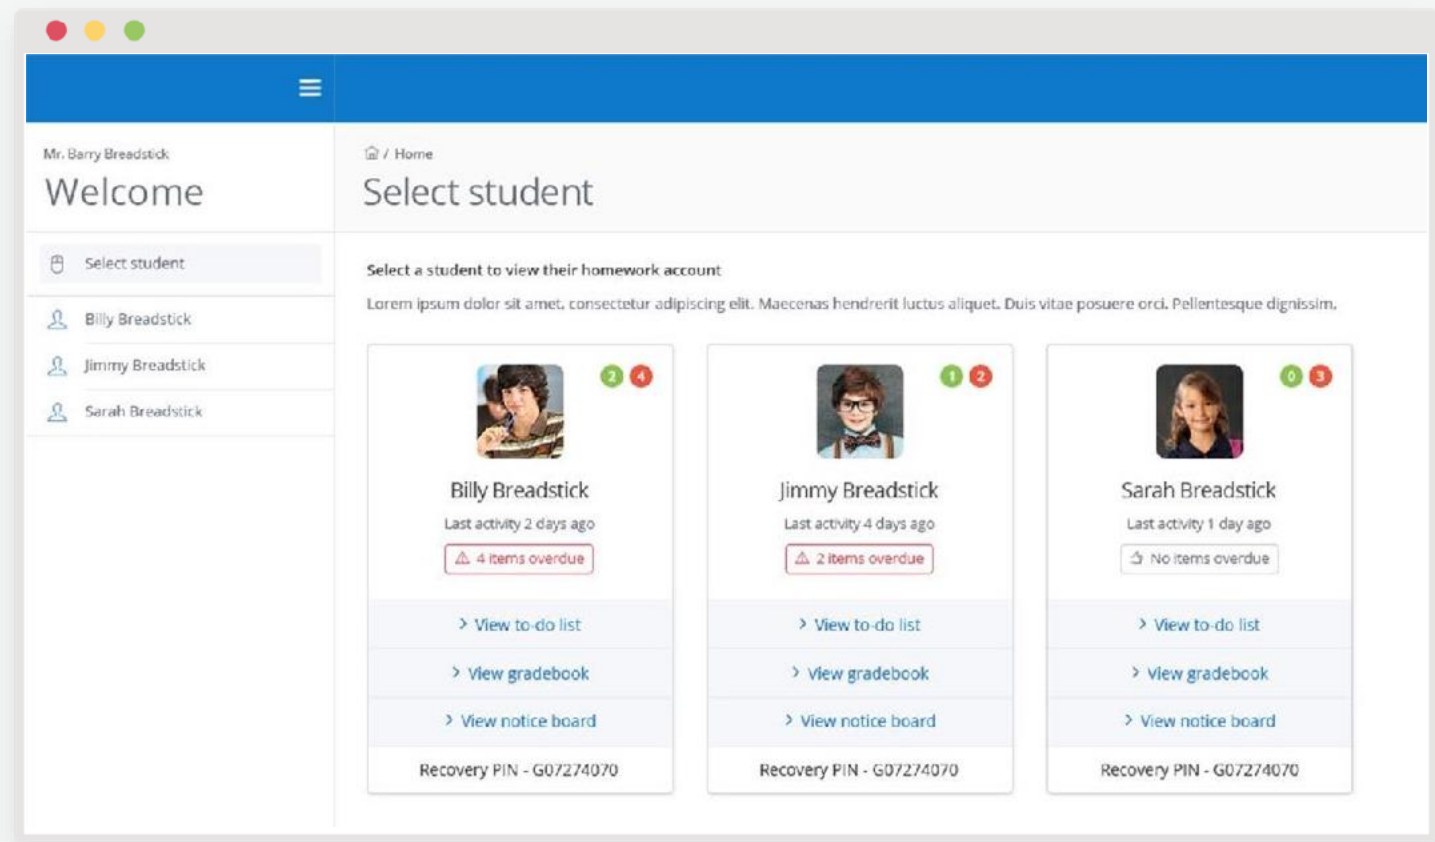 Mr. Barry Breadstick
Welcome
Select student
Billy Breadstick
Jimmy Breadstick
Sarah Breadstick
/ Home
Select student
Select a student to view their homework account
Lorem ipsum dolor sit amet, consectetur adipiscing elit. Maecenas hendrerit luctus aliquet. Duis vitae posuere orci. Pellentesque dignissim.
2 4
Billy Breadstick
Last activity 2 days ago
4 items overdue
> View to-do list
> View gradebook
> View notice board
Recovery PIN - G07274070
1 2
Jimmy Breadstick
Last activity 4 days ago
2 items overdue
> View to-do list
> View gradebook
> View notice board
Recovery PIN - G07274070
0 3
Sarah Breadstick
Last activity 1 day ago
No items overdue
> View to-do list
> View gradebook
> View notice board
Recovery PIN - G07274070